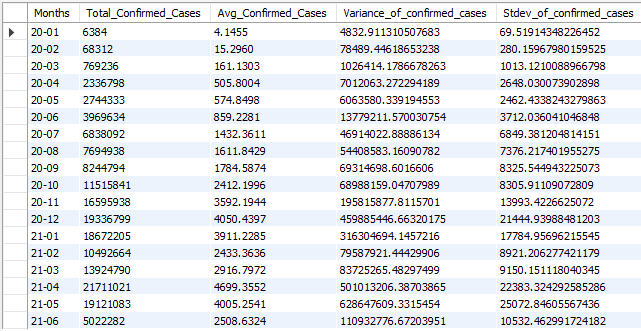 Months Total_Confirmed_Cases Avg_Confirmed_Cases Variance_of_confirmed_cases Stdev_of_confirmed_cases
20-01 6384 4.1455 4832.911310507683 69.51914348226452
20-02 68312 15.2960 78489.44618653238 280.15967980159525
20-03 769236 161.1303 1026414.1786678263 1013.1210088966798
20-04 2336798 505.8004 7012063.272294189 2648.030073902898
20-05 2744333 574.8498 6063580.339194553 2462.4338243279863
20-06 3969634 859.2281 13779211.570030754 3712.036041046848
20-07 6838092 1432.3611 46914022.88886134 6849.381204814151
20-08 7694938 1611.8429 54408583.16090782 7376.217401955275
20-09 8244794 1784.5874 69314698.6016606 8325.544943225073
20-10 11515841 2412.1996 68988159.04707989 8305.91109072809
20-11 16595938 3592.1944 195815877.8115701 13993.4226625072
20-12 19336799 4050.4397 459885446.66320175 21444.93988481203
21-01 18672205 3911.2285 316304694.1457216 17784.95696215545
21-02 10492664 2433.3636 79587921.44429906 8921.206277421179
21-03 13924790 2916.7972 83725265.48297499 9150.151118040345
21-04 21711021 4699.3552 501013206.38703865 22383.324292585286
21-05 19121083 4005.2541 628647609.3315454 25072.84605567436
21-06 5022282 2508.6324 110932776.67203951 10532.462991724182